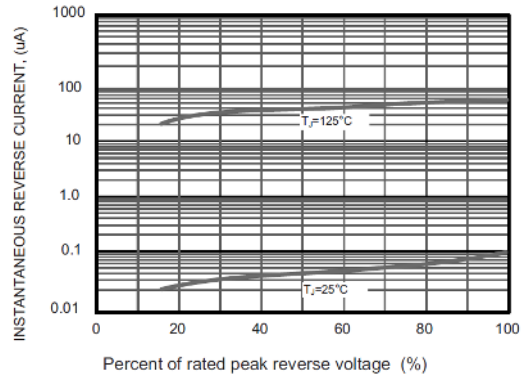 INSTANTANEOUS REVERSE CURRENT, (uA)
1000
100
10
1.0
0.1
0.01
TJ=125°C
TJ=25°C
0 20 40 60 80 100
Percent of rated peak reverse voltage (%)